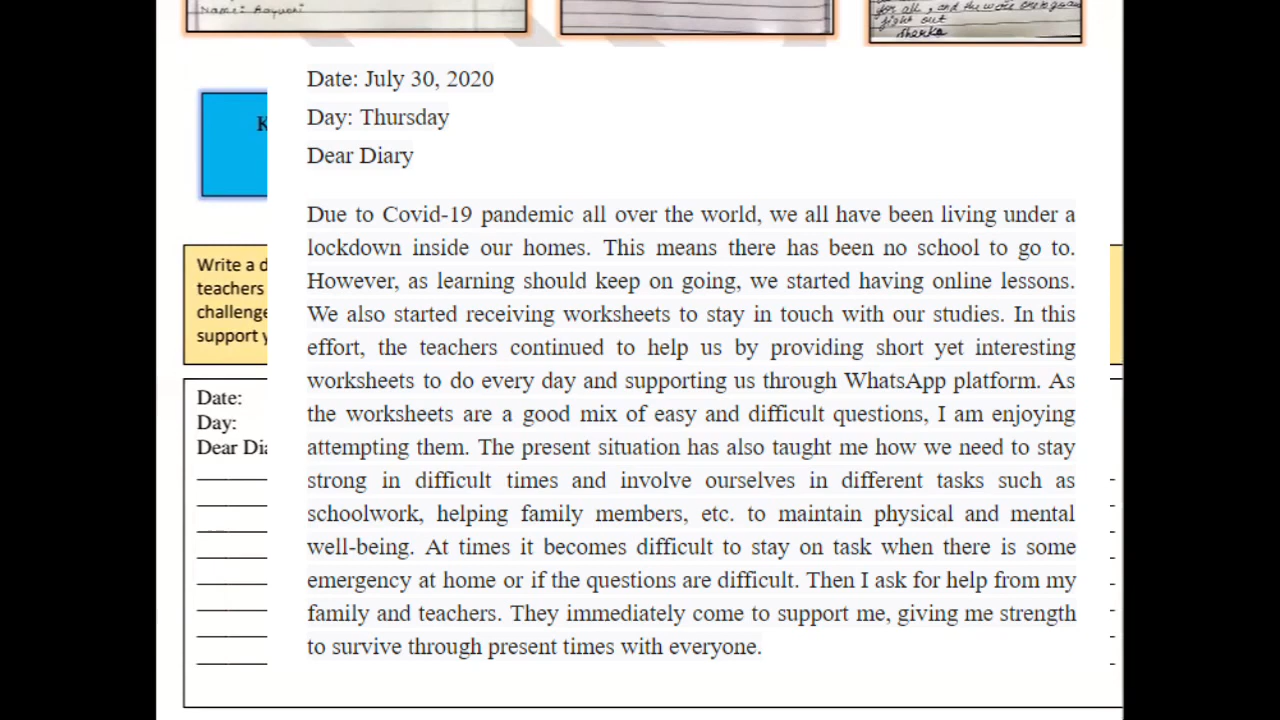 Name: Aayushi
for all, and the
fight out
Date: July 30, 2020
Day: Thursday
Dear Diary
K
Due to Covid-19 pandemic all over the world, we all have been living under a
lockdown inside our homes. This means there has been no school to go to.
However, as learning should keep on going, we started having online lessons.
We also started receiving worksheets to stay in touch with our studies. In this
effort, the teachers continued to help us by providing short yet interesting
worksheets to do every day and supporting us through WhatsApp platform. As
the worksheets are a good mix of easy and difficult questions, I am enjoying
attempting them. The present situation has also taught me how we need to stay
strong in difficult times and involve ourselves in different tasks such as
schoolwork, helping family members, etc. to maintain physical and mental
well-being. At times it becomes difficult to stay on task when there is some
emergency at home or if the questions are difficult. Then I ask for help from my
family and teachers. They immediately come to support me, giving me strength
to survive through present times with everyone.
Write a d
teachers
challenge
support y
Date:
Day:
Dear Dia